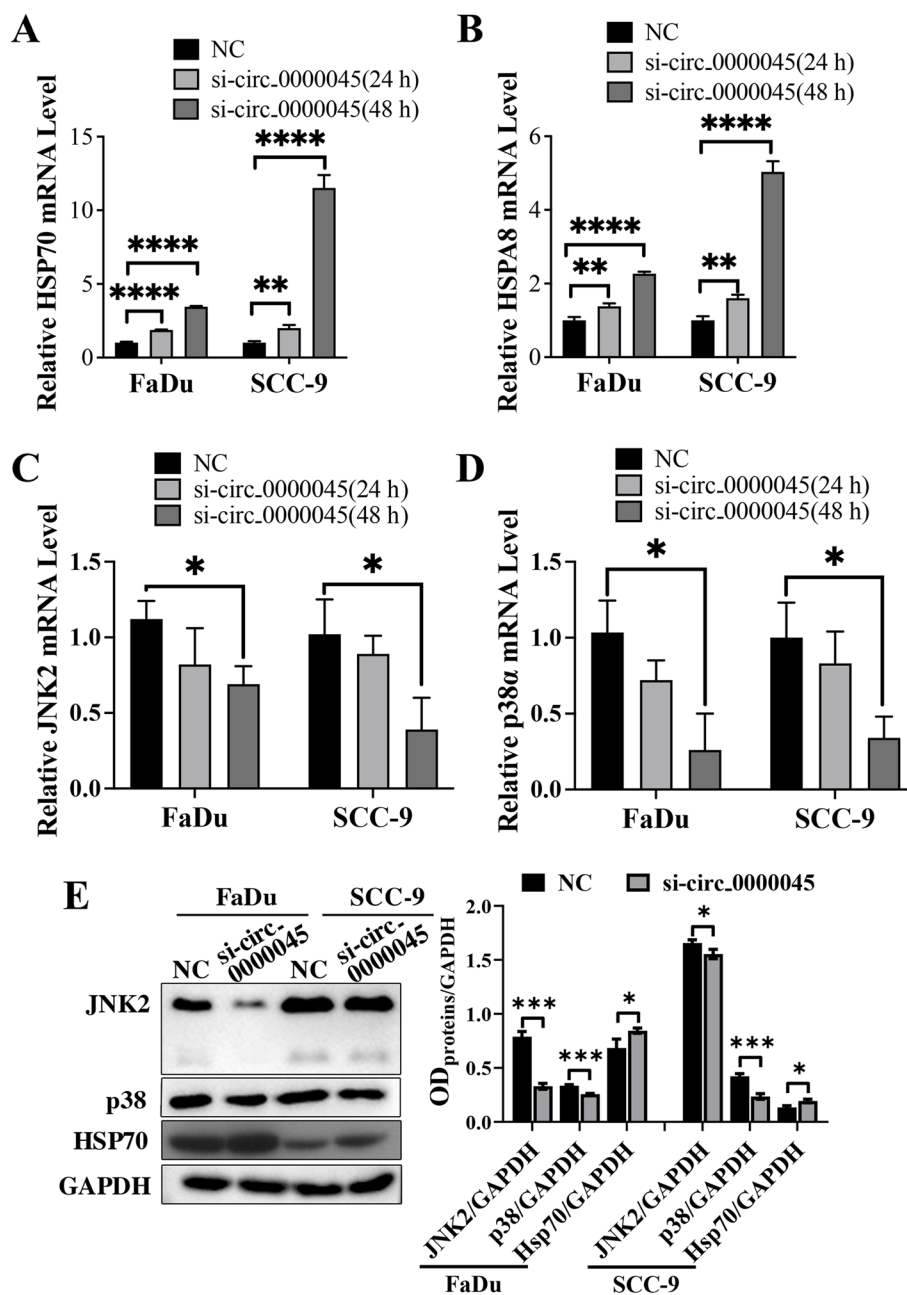 A
NC
si-circ_0000045(24 h)
si-circ_0000045(48 h)
Relative HSP70 mRNA Level
15
10
5
0
****
****
**
****
FaDu
SCC-9
B
NC
si-circ_0000045(24 h)
si-circ_0000045(48 h)
Relative HSPA8 mRNA Level
6
4
2
0
****
**
**
****
FaDu
SCC-9
C
NC
si-circ_0000045(24 h)
si-circ_0000045(48 h)
Relative JNK2 mRNA Level
1.5
1.0
0.5
0.0
*
*
FaDu
SCC-9
D
NC
si-circ_0000045(24 h)
si-circ_0000045(48 h)
Relative p38α mRNA Level
1.5
1.0
0.5
0.0
*
*
FaDu
SCC-9
E
FaDu
SCC-9
NC
si-circ_
0000045
NC
si-circ_
0000045
JNK2
p38
HSP70
GAPDH
NC
si-circ_0000045
ODproteins/GAPDH
2.0
1.5
1.0
0.5
0.0
***
***
*
*
***
*
JNK2/GAPDH
p38/GAPDH
Hsp70/GAPDH
JNK2/GAPDH
p38/GAPDH
Hsp70/GAPDH
FaDu
SCC-9